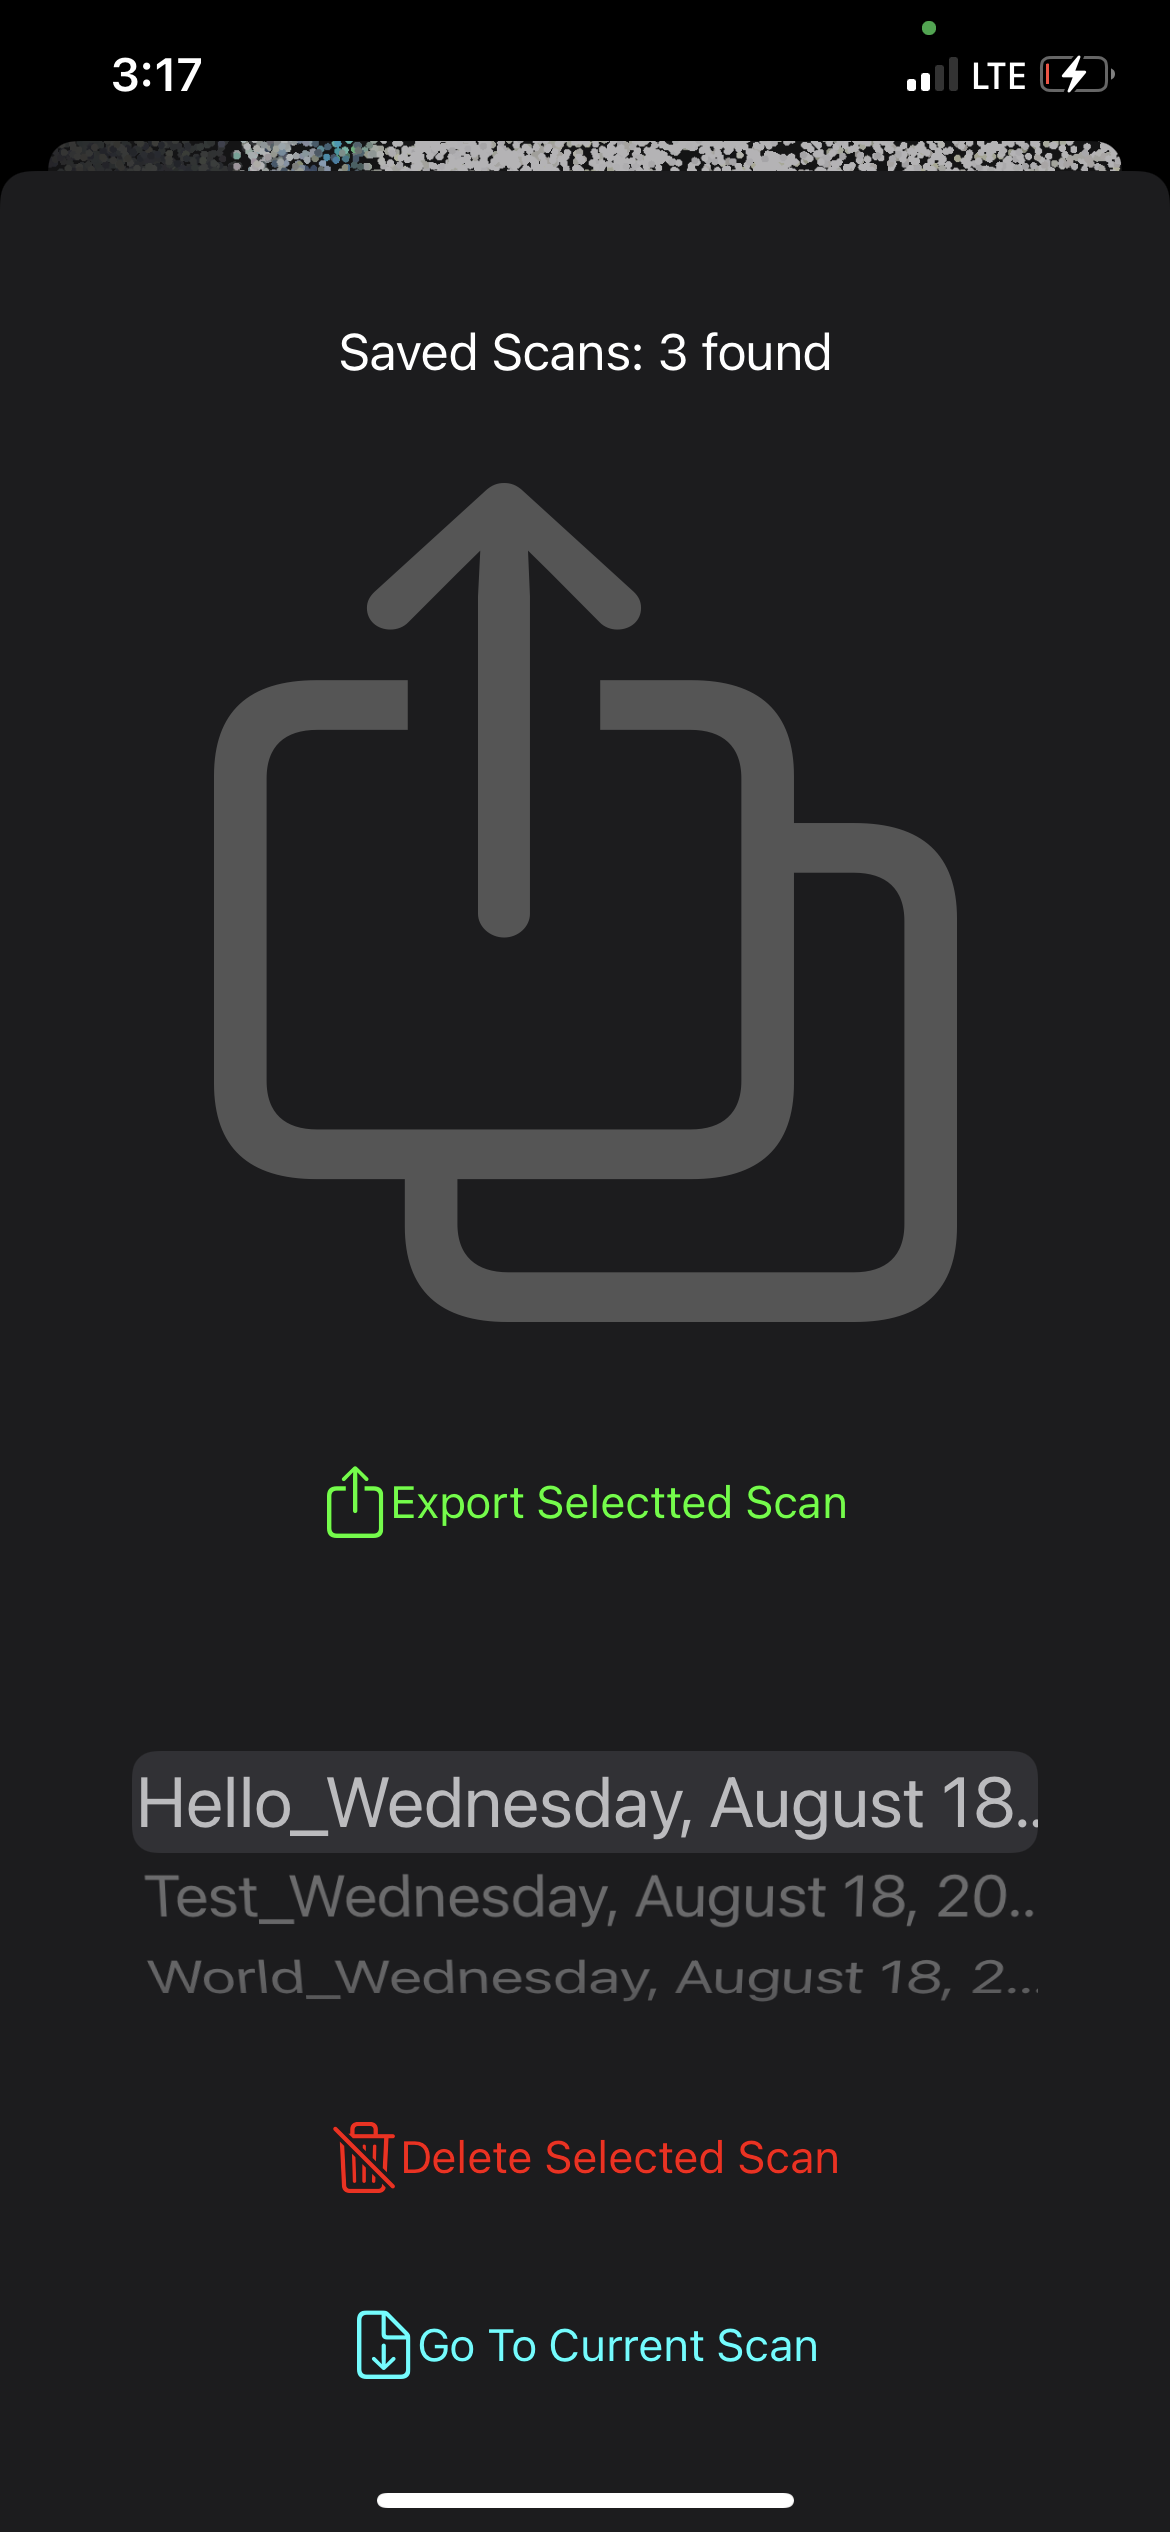 3:17
LTE
Saved Scans: 3 found
Export Selectted Scan
Hello_Wednesday, August 18..
Test_Wednesday, August 18, 20..
World_Wednesday, August 18, 2...
Delete Selected Scan
Go To Current Scan